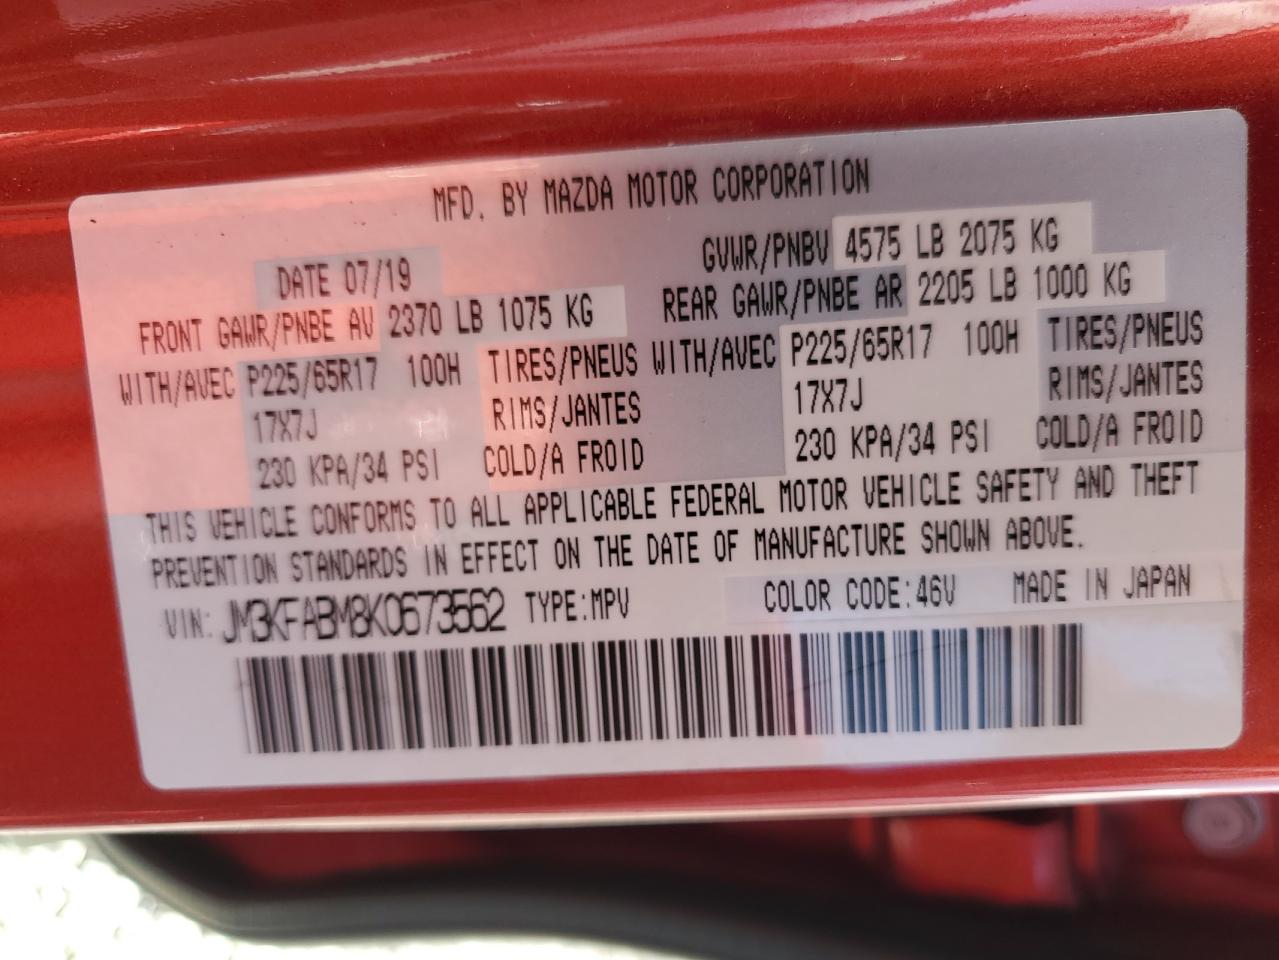 MFD. BY MAZDA MOTOR CORPORATION
DATE 07/19 GVWR/PNBV 4575 LB 2075 KG
FRONT GAWR/PNBE AV 2370 LB 1075 KG REAR GAWR/PNBE AR 2205 LB 1000 KG
WITH/AVEC P225/65R17 100H TIRES/PNEUS WITH/AVEC P225/65R17 100H TIRES/PNEUS
17X7J RIMS/JANTES 17X7J RIMS/JANTES
230 KPA/34 PSI COLD/A FROID 230 KPA/34 PSI COLD/A FROID
THIS VEHICLE CONFORMS TO ALL APPLICABLE FEDERAL MOTOR VEHICLE SAFETY AND THEFT
PREVENTION STANDARDS IN EFFECT ON THE DATE OF MANUFACTURE SHOWN ABOVE.
VIN: JM3KFABM8K0673562 TYPE:MPV COLOR CODE:46V MADE IN JAPAN